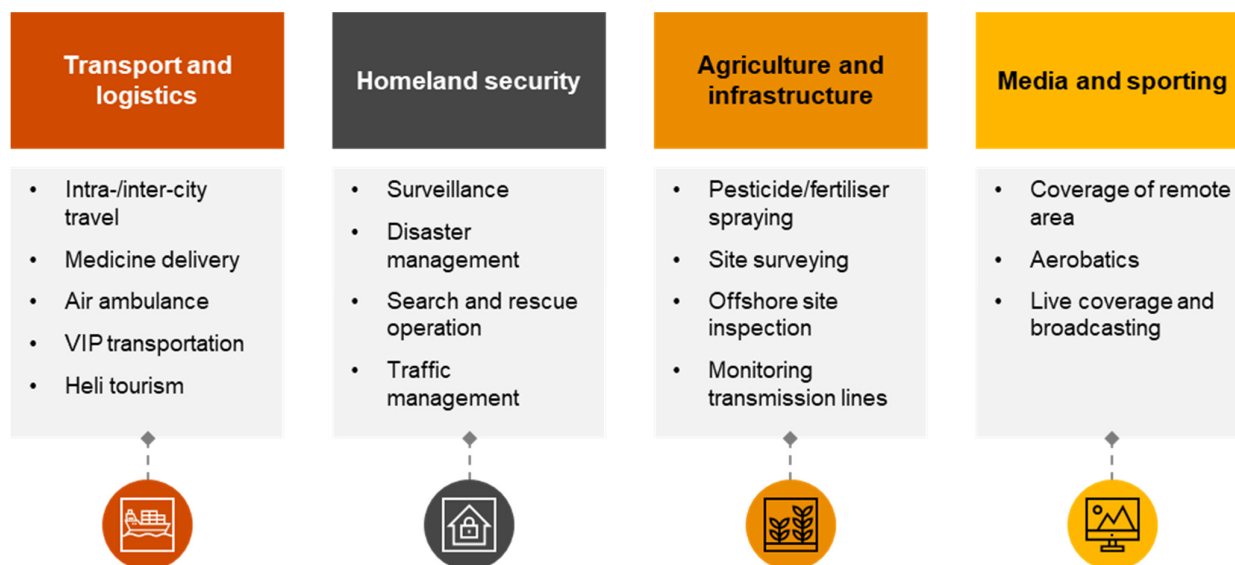 Transport and
logistics
• Intra-/inter-city
travel
• Medicine delivery
• Air ambulance
• VIP transportation
• Heli tourism
Homeland security
• Surveillance
• Disaster
management
• Search and rescue
operation
• Traffic
management
Agriculture and
infrastructure
• Pesticide/fertiliser
spraying
• Site surveying
• Offshore site
inspection
• Monitoring
transmission lines
Media and sporting
• Coverage of remote
area
• Aerobatics
• Live coverage and
broadcasting